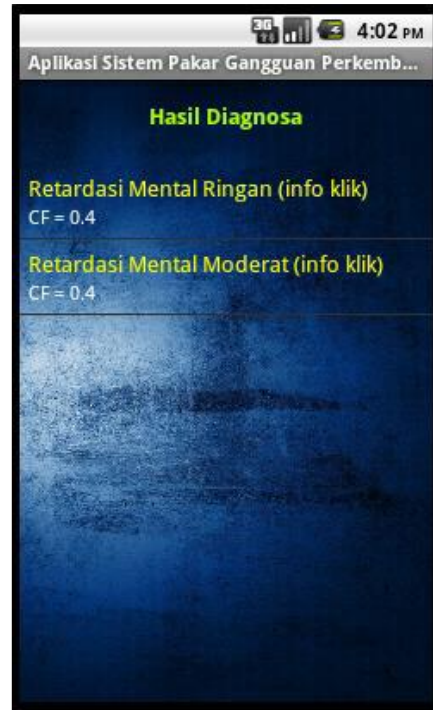 3G 4:02 PM
Aplikasi Sistem Pakar Gangguan Perkemb...
Hasil Diagnosa
Retardasi Mental Ringan (info klik)
CF = 0.4
Retardasi Mental Moderat (info klik)
CF = 0.4